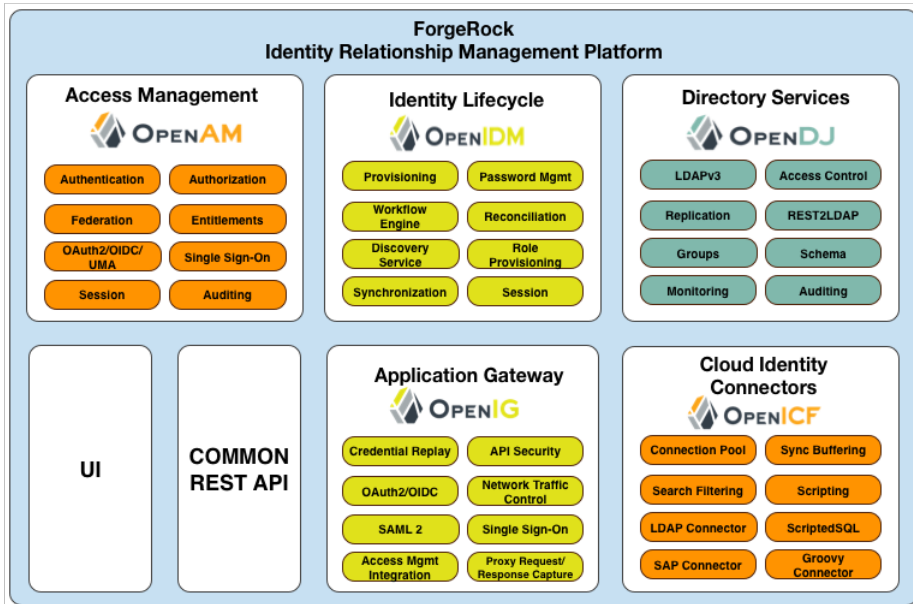 ForgeRock
Identity Relationship Management Platform
Access Management
OPENAM
Authentication
Authorization
Federation
Entitlements
OAuth2/OIDC/
UMA
Single Sign-On
Session
Auditing
Identity Lifecycle
OPENIDM
Provisioning
Password Mgmt
Workflow
Engine
Reconciliation
Discovery
Service
Role
Provisioning
Synchronization
Session
Directory Services
OPENDJ
LDAPv3
Access Control
Replication
REST2LDAP
Groups
Schema
Monitoring
Auditing
UI
COMMON
REST API
Application Gateway
OPENIG
Credential Replay
API Security
OAuth2/OIDC
Network Traffic
Control
SAML 2
Single Sign-On
Access Mgmt
Integration
Proxy Request/
Response Capture
Cloud Identity
Connectors
OPENICF
Connection Pool
Sync Buffering
Search Filtering
Scripting
LDAP Connector
ScriptedSQL
SAP Connector
Groovy
Connector